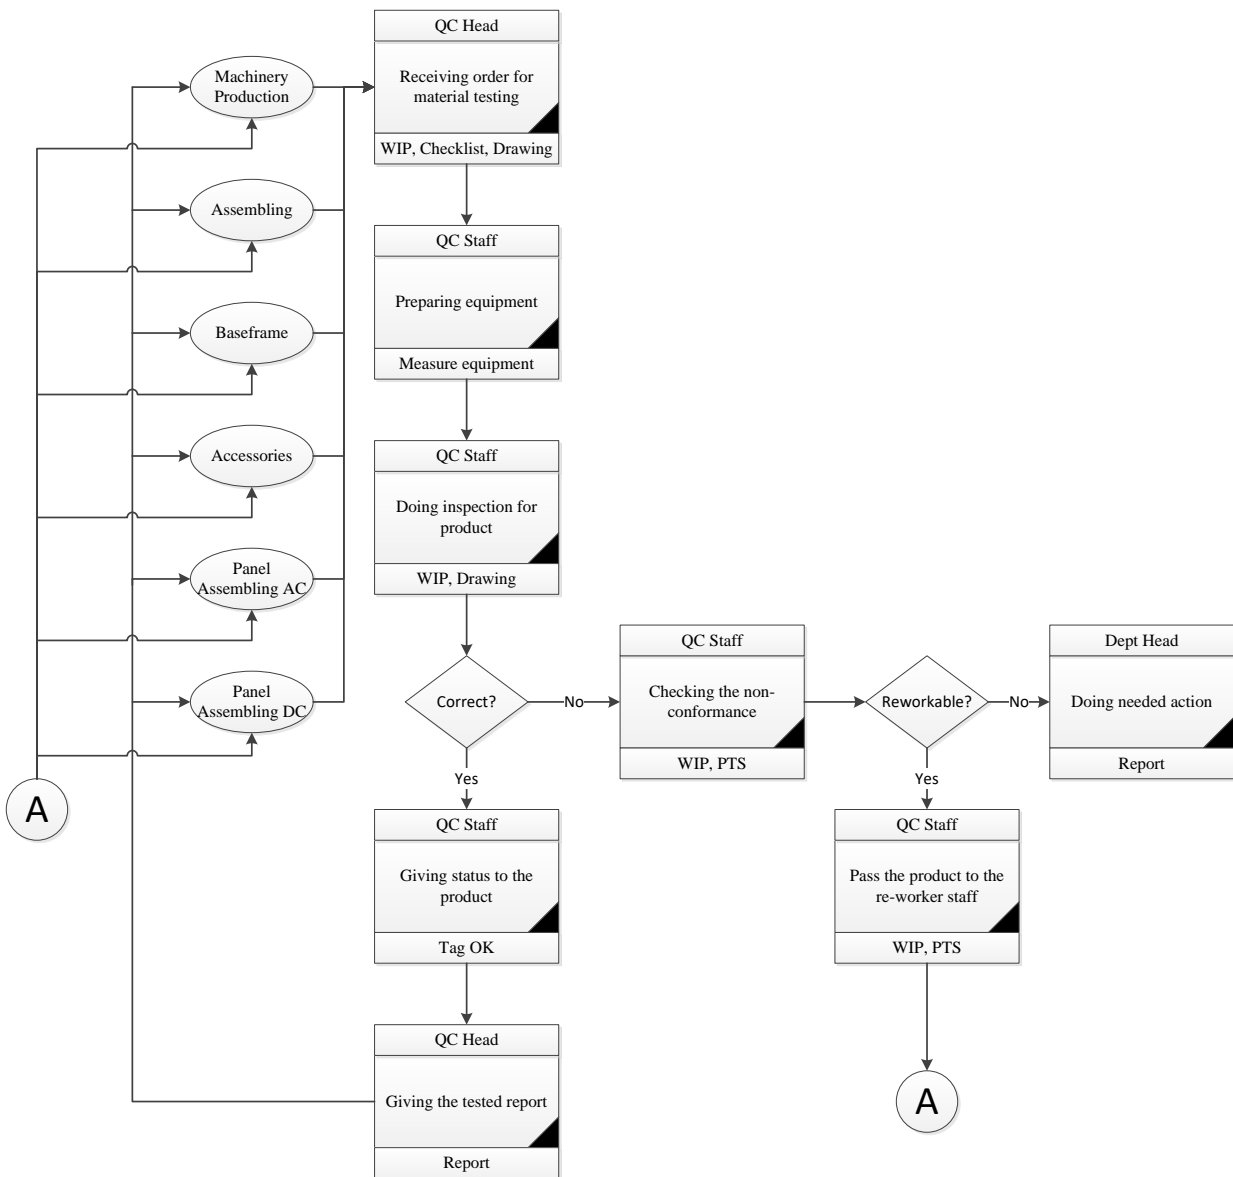 QC Head
Receiving order for
material testing
WIP, Checklist, Drawing
Machinery
Production
Assembling
Baseframe
Accessories
Panel
Assembling AC
Panel
Assembling DC
A
QC Staff
Preparing equipment
Measure equipment
QC Staff
Doing inspection for
product
WIP, Drawing
Correct?
No
Yes
QC Staff
Checking the non-
conformance
WIP, PTS
Reworkable?
No
Yes
Dept Head
Doing needed action
Report
QC Staff
Giving status to the
product
Tag OK
QC Staff
Pass the product to the
re-worker staff
WIP, PTS
QC Head
Giving the tested report
Report
A